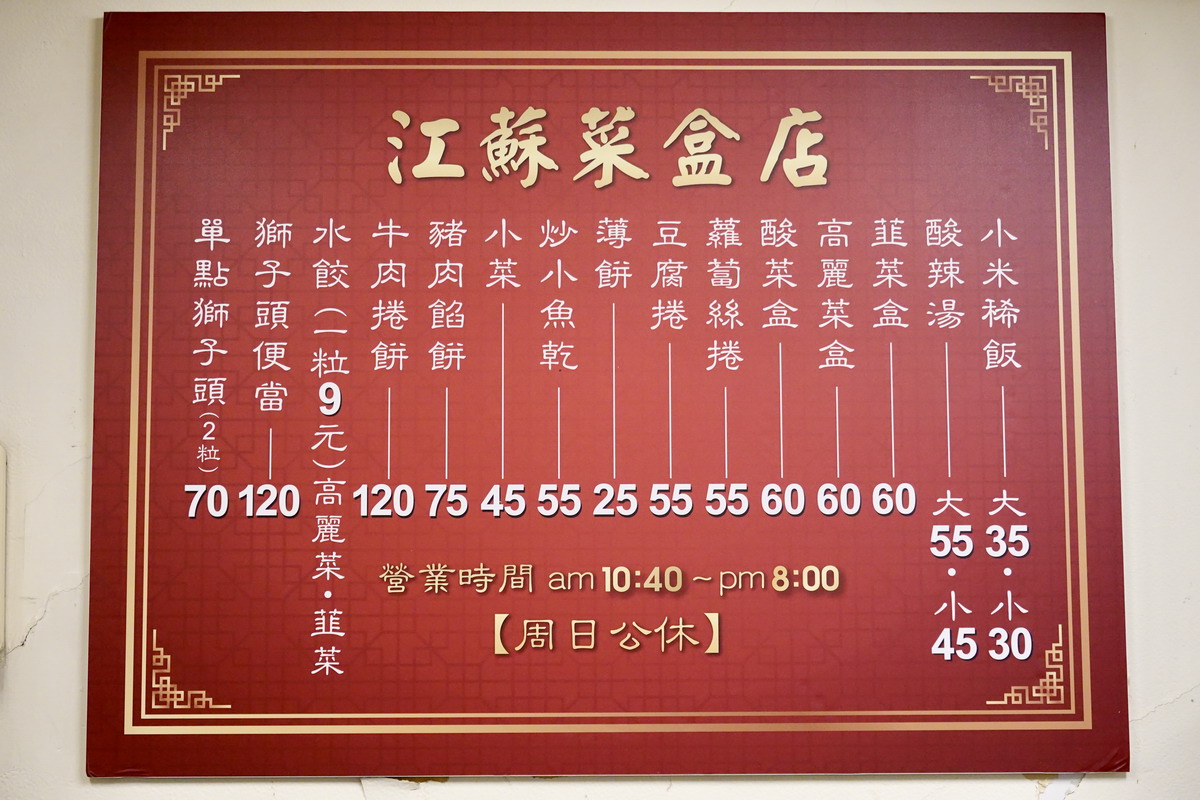 江蘇菜盒店
小米稀飯 大35·小30
酸辣湯 大55·小45
韭菜盒 60
高麗菜盒 60
酸菜盒 60
蘿蔔絲捲 55
豆腐捲 55
薄餅 25
炒小魚乾 55
小菜 45
豬肉餡餅 75
牛肉捲餅 120
水餃(一粒9元)高麗菜·韭菜
獅子頭便當 120
單點獅子頭(2粒) 70
營業時間 am10:40~pm8:00
【周日公休】